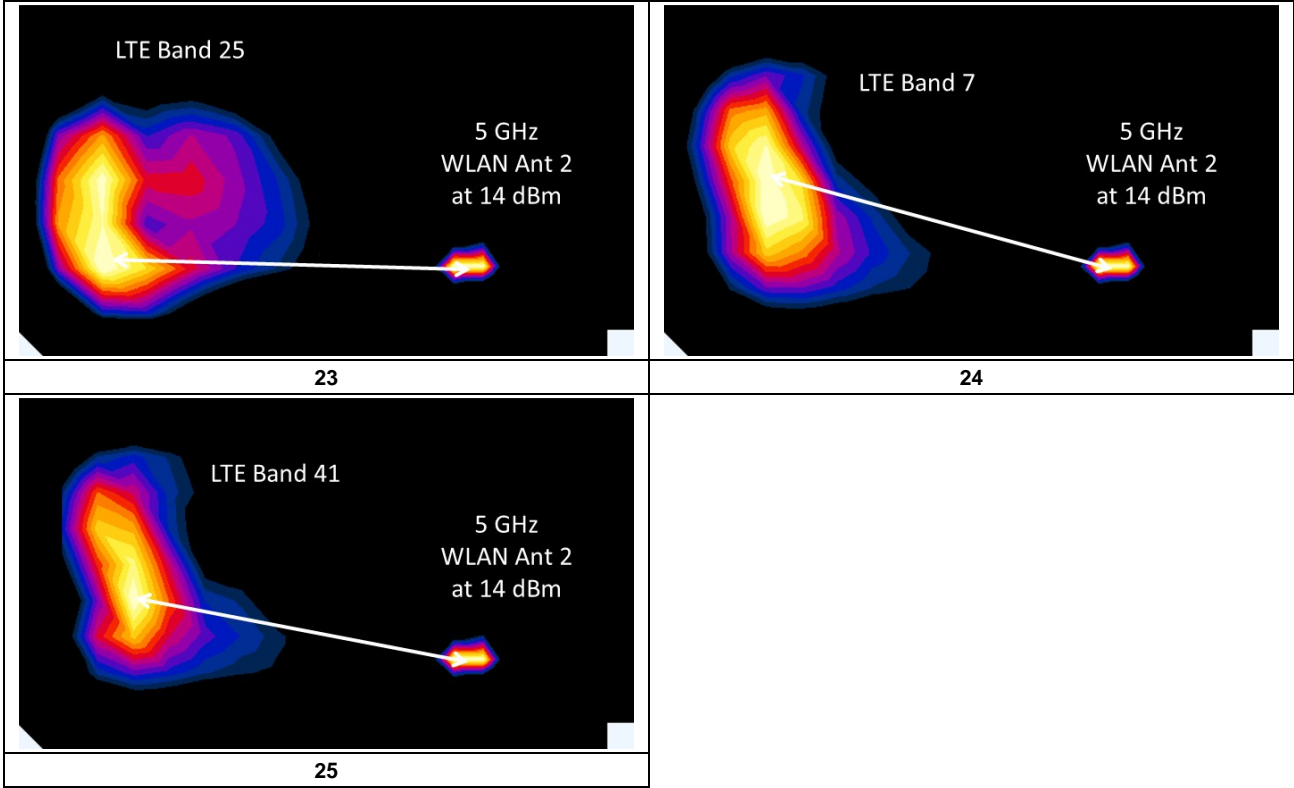 LTE Band 25
5 GHz
WLAN Ant 2
at 14 dBm
23
LTE Band 7
5 GHz
WLAN Ant 2
at 14 dBm
24
LTE Band 41
5 GHz
WLAN Ant 2
at 14 dBm
25